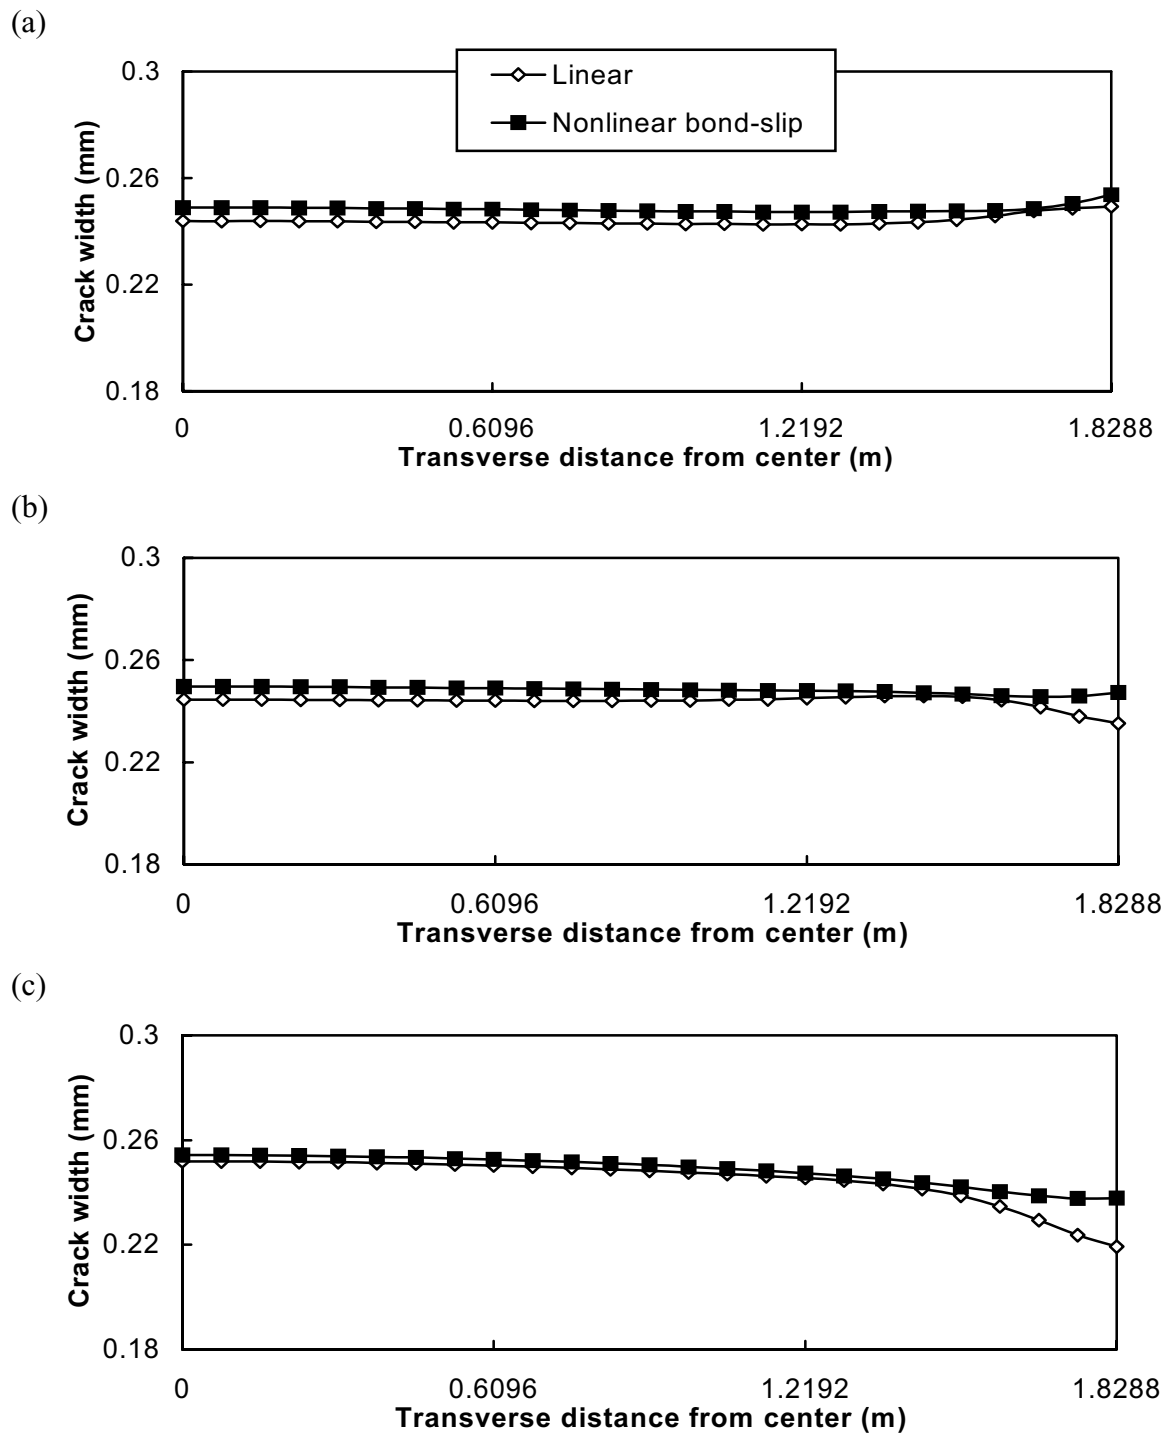 (a)
Linear
Nonlinear bond-slip
0.3
0.26
0.22
0.18
Crack width (mm)
0 0.6096 1.2192 1.8288
Transverse distance from center (m)
(b)
0.3
0.26
0.22
0.18
Crack width (mm)
0 0.6096 1.2192 1.8288
Transverse distance from center (m)
(c)
0.3
0.26
0.22
0.18
Crack width (mm)
0 0.6096 1.2192 1.8288
Transverse distance from center (m)